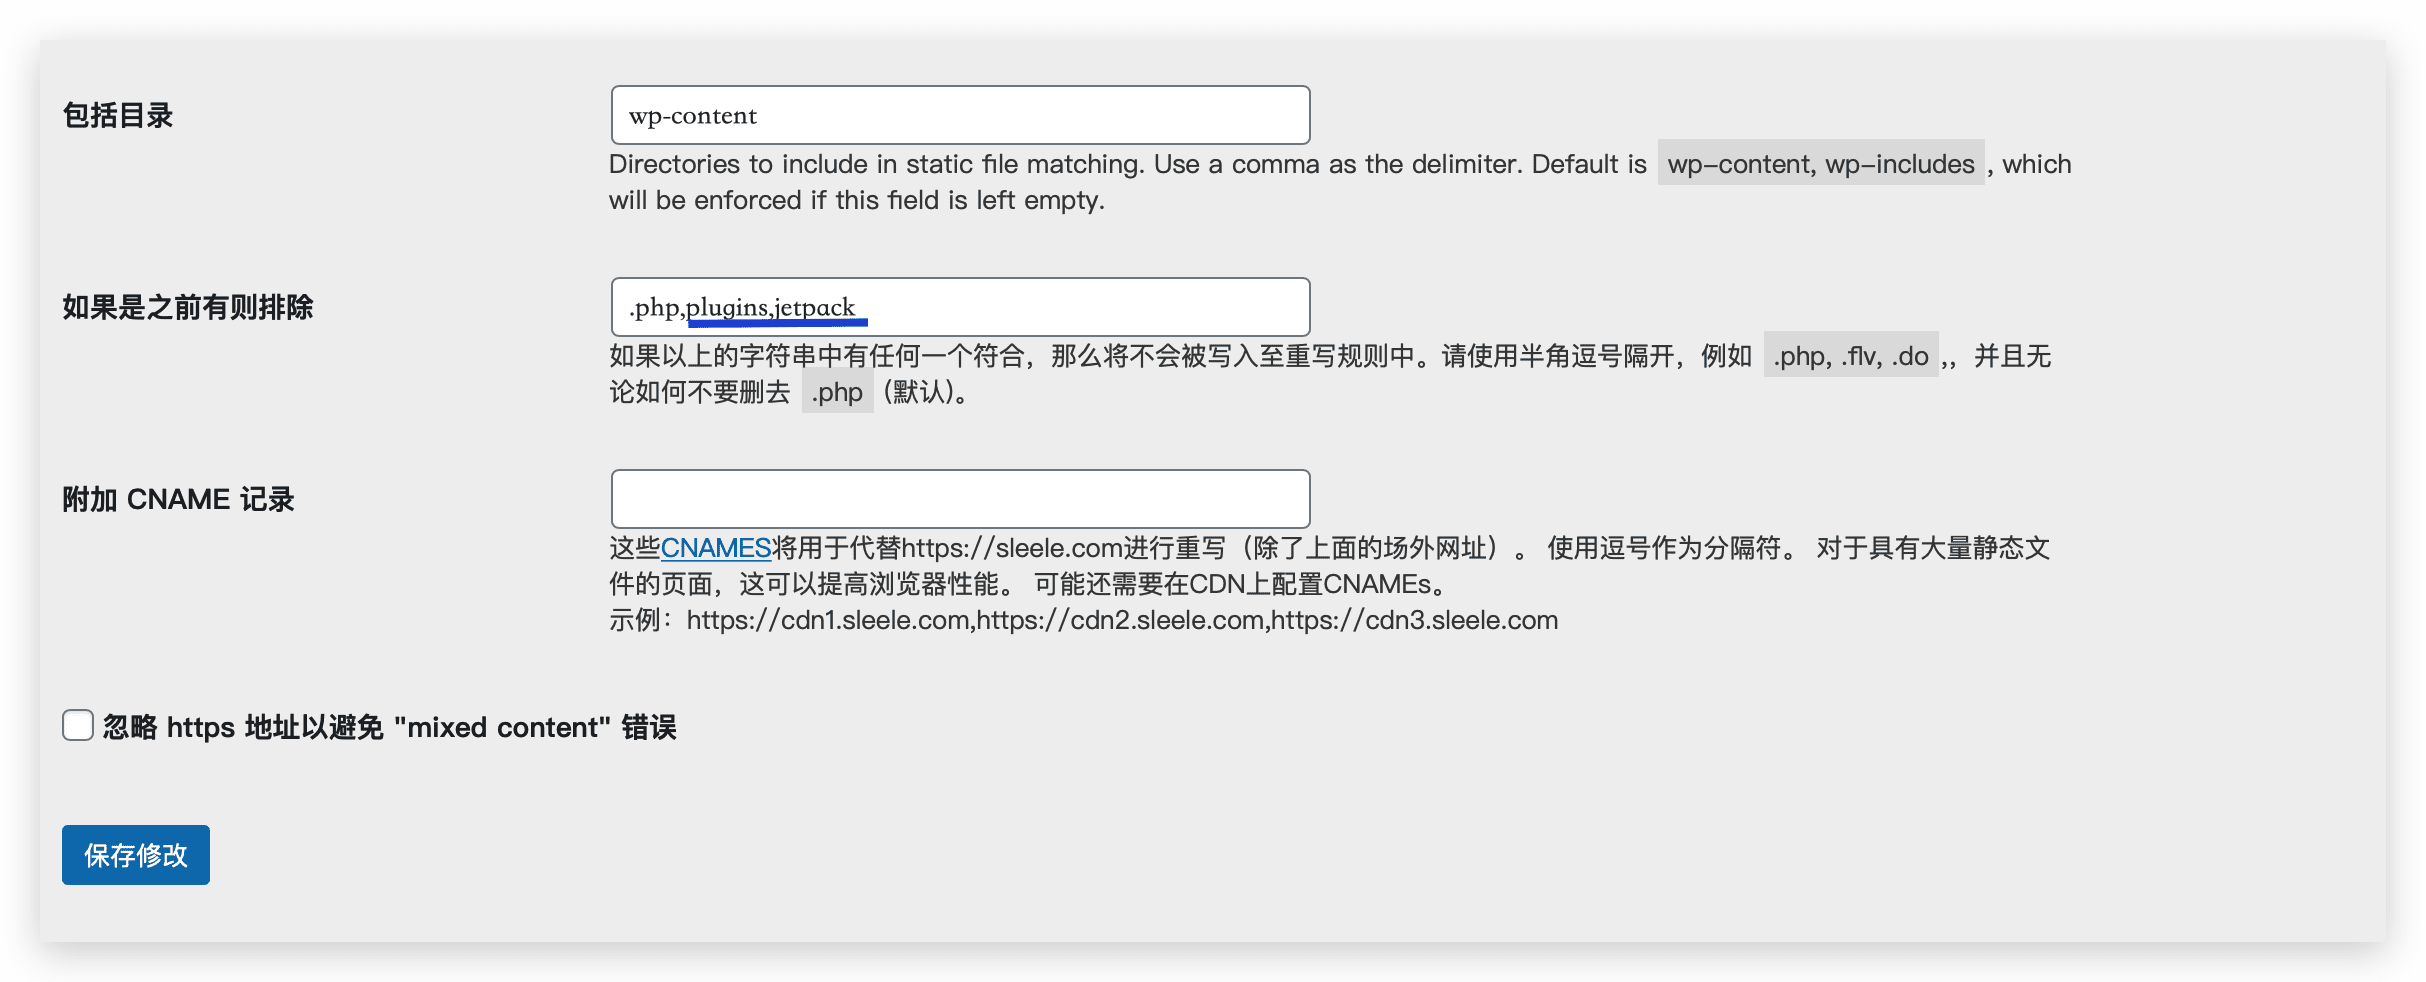 包括目录
wp-content
Directories to include in static file matching. Use a comma as the delimiter. Default is wp-content, wp-includes , which
will be enforced if this field is left empty.
如果是之前有则排除
.php,plugins,jetpack
如果以上的字符串中有任何一个符合，那么将不会被写入至重写规则中。请使用半角逗号隔开，例如 .php, .flv, .do ,，并且无
论如何不要删去 .php (默认)。
附加 CNAME 记录
这些CNAMES将用于代替https://sleele.com进行重写（除了上面的场外网址）。 使用逗号作为分隔符。 对于具有大量静态文
件的页面，这可以提高浏览器性能。 可能还需要在CDN上配置CNAMEs。
示例：https://cdn1.sleele.com,https://cdn2.sleele.com,https://cdn3.sleele.com
忽略 https 地址以避免 "mixed content" 错误
保存修改